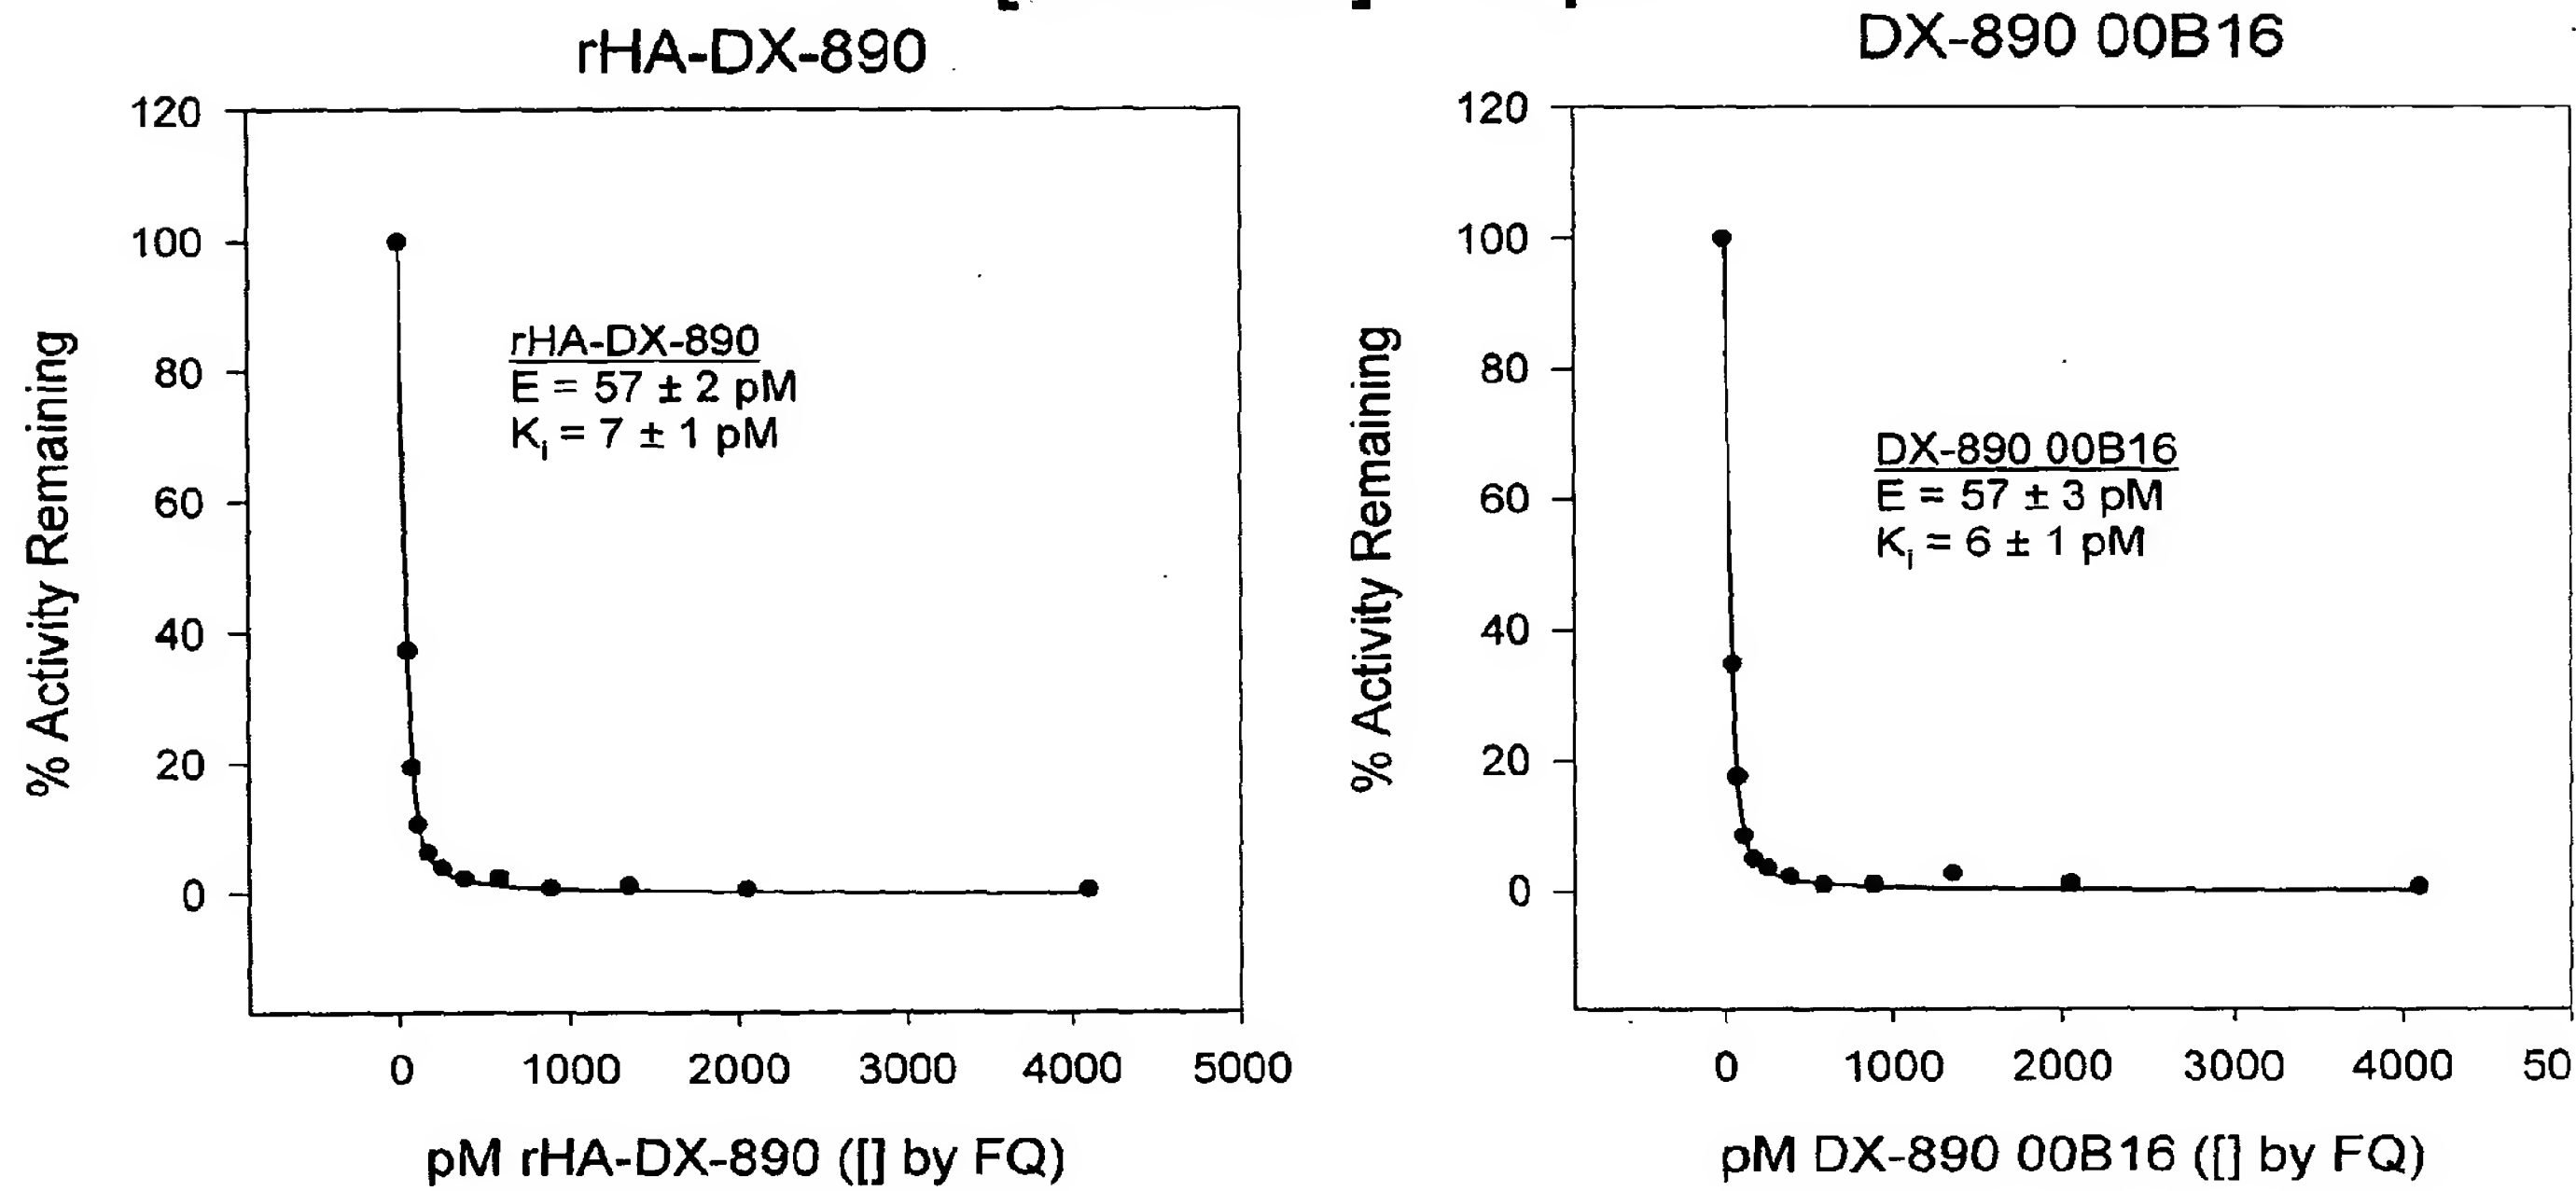 rHA-DX-890
120
100
80
60
40
20
0
% Activity Remaining
rHA-DX-890
E = 57 ± 2 pM
Ki = 7 ± 1 pM
0 1000 2000 3000 4000 5000
pM rHA-DX-890 ([] by FQ)
DX-890 00B16
120
100
80
60
40
20
0
% Activity Remaining
DX-890 00B16
E = 57 ± 3 pM
Ki = 6 ± 1 pM
0 1000 2000 3000 4000 50
pM DX-890 00B16 ([] by FQ)